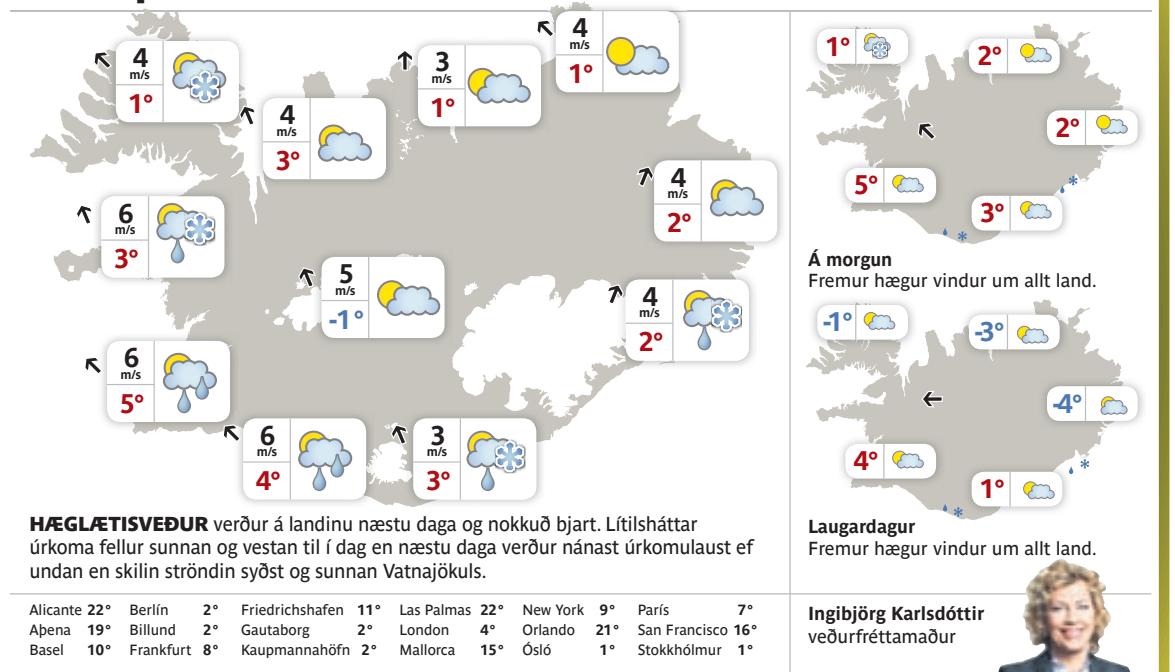 4
m/s
1°
4
m/s
3°
3
m/s
1°
4
m/s
1°
6
m/s
3°
4
m/s
2°
5
m/s
-1°
4
m/s
2°
6
m/s
5°
6
m/s
4°
3
m/s
3°
HÆGLÆTISVEÐUR verður á landinu næstu daga og nokkuð bjart. Lítilsháttar
úrkoma fellur sunnan og vestan til í dag en næstu daga verður nánast úrkomulaust ef
undan en skilin ströndin syðst og sunnan Vatnajökuls.
Alicante 22° Berlín 2° Friedrichshafen 11° Las Palmas 22° New York 9° París 7°
Aþena 19° Billund 2° Gautaborg 2° London 4° Orlando 21° San Francisco 16°
Basel 10° Frankfurt 8° Kaupmannahöfn 2° Mallorca 15° Ósló 1° Stokkhólmur 1°
1°
2°
2°
5°
3°
Á morgun
Fremur hægur vindur um allt land.
-1°
-3°
-4°
4°
1°
Laugardagur
Fremur hægur vindur um allt land.
Ingibjörg Karlsdóttir
veðurfréttamaður